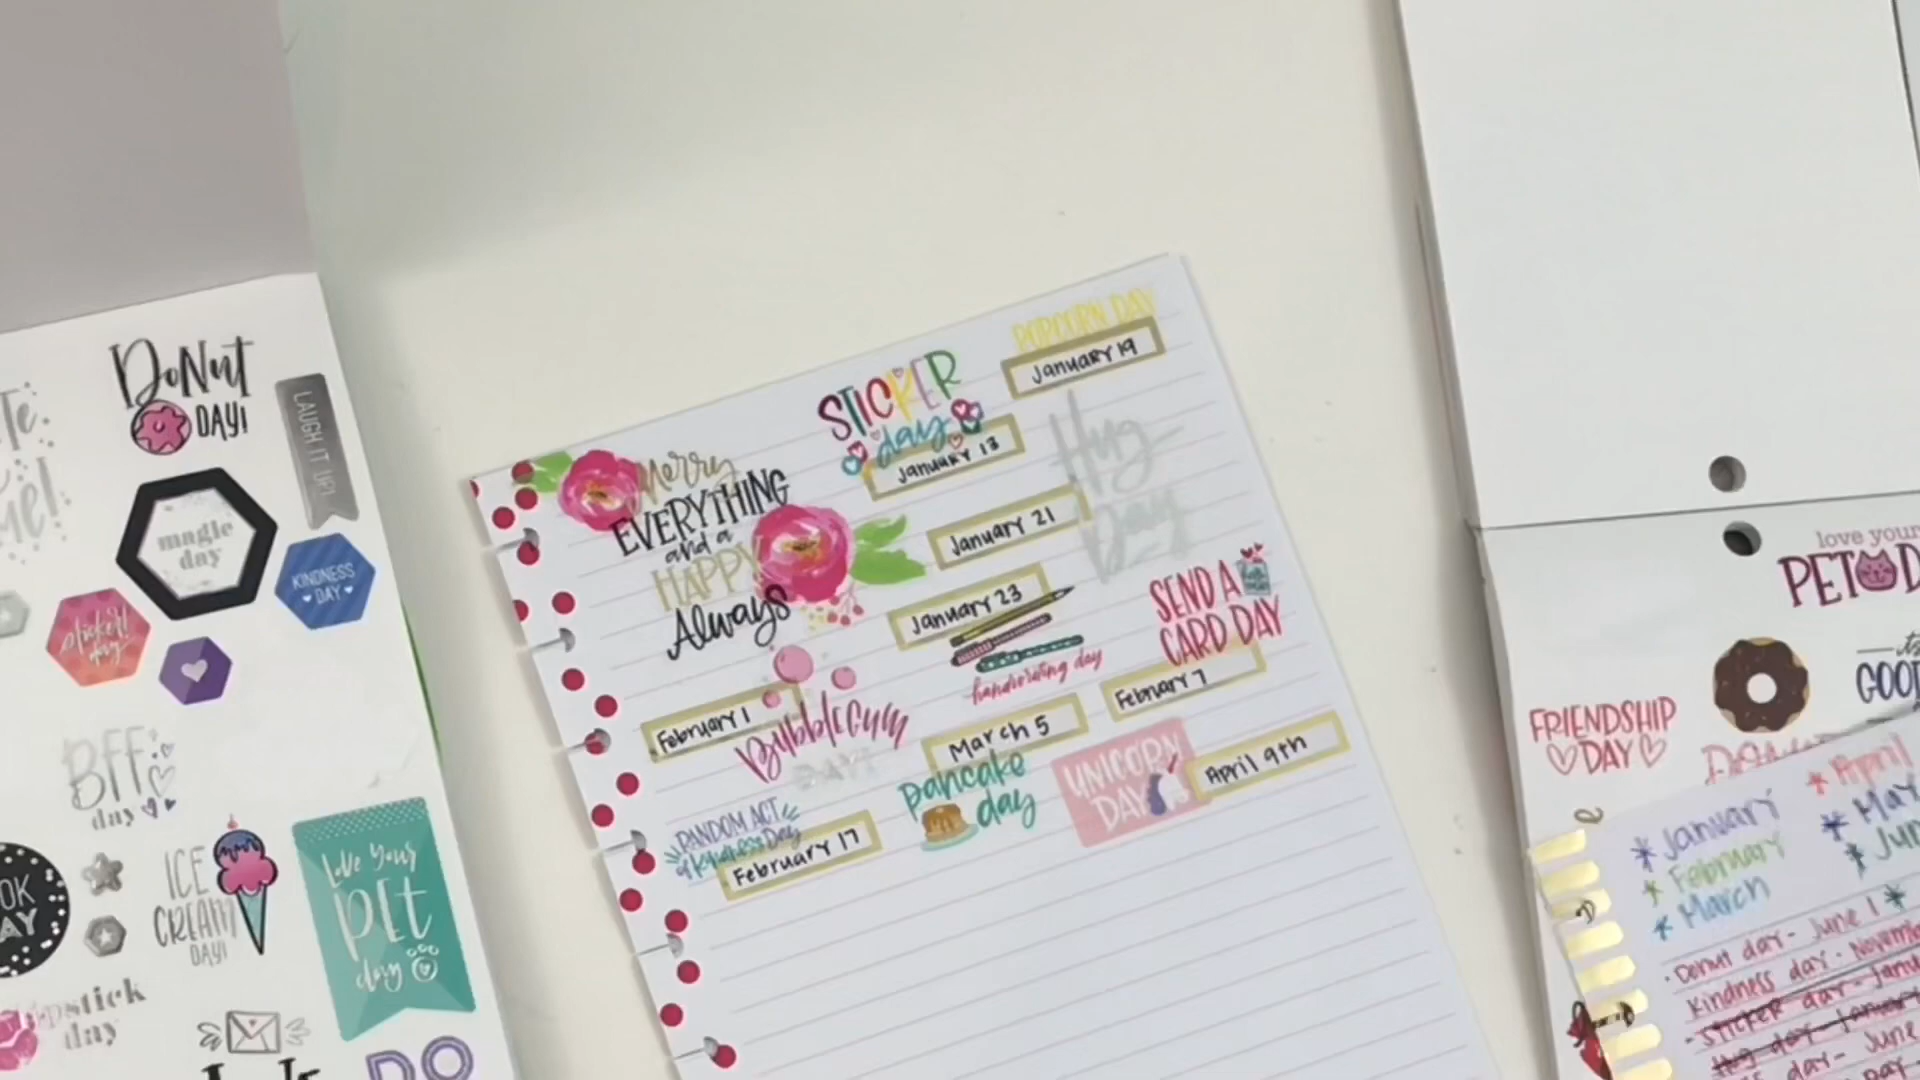 DONUT
DAY!
LAUGH IT UP!
magic
day
KINDNESS
DAY
sticker!
day
BFF
day
ICE
CREAM
DAY!
LOVE YOUR
PET
day
day
DO
Merry
EVERYTHING
and a
HAPPY
Always
STICKER
day
January 13
POPCORN DAY
January 19
Hug
Day
January 21
January 23
handwriting day
SEND A
CARD DAY
February 7
February 1
Bubblegum
DAY
March 5
pancake
day
UNICORN
DAY
April 9th
RANDOM ACT
of Kindness Day
February 17
love your
PET
FRIENDSHIP
DAY
January
February
March
April
Donut day - June 1
Kindness day -
Sticker day -
Hug day -